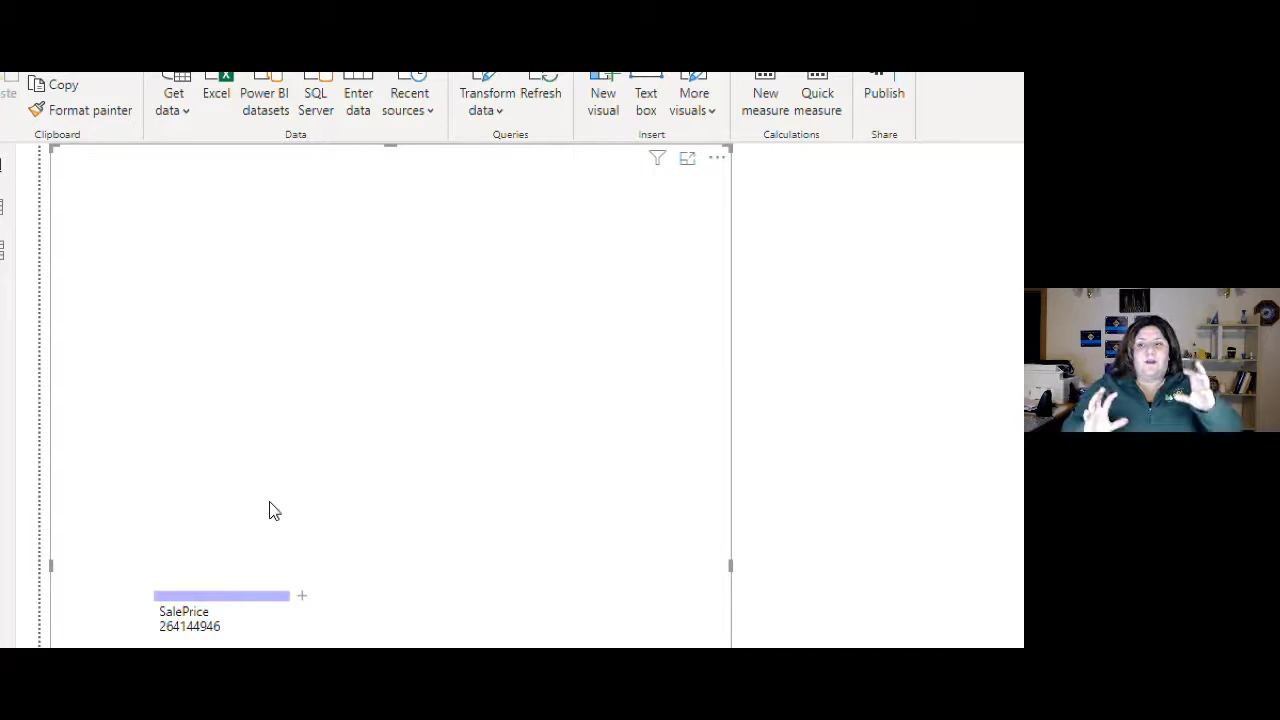 ste
Copy
Format painter
Clipboard
Get data
Excel
Power BI datasets
SQL Server
Enter data
Recent sources
Data
Transform data
Refresh
Queries
New visual
Text box
More visuals
Insert
New measure
Quick measure
Calculations
Publish
Share
SalePrice
264144946